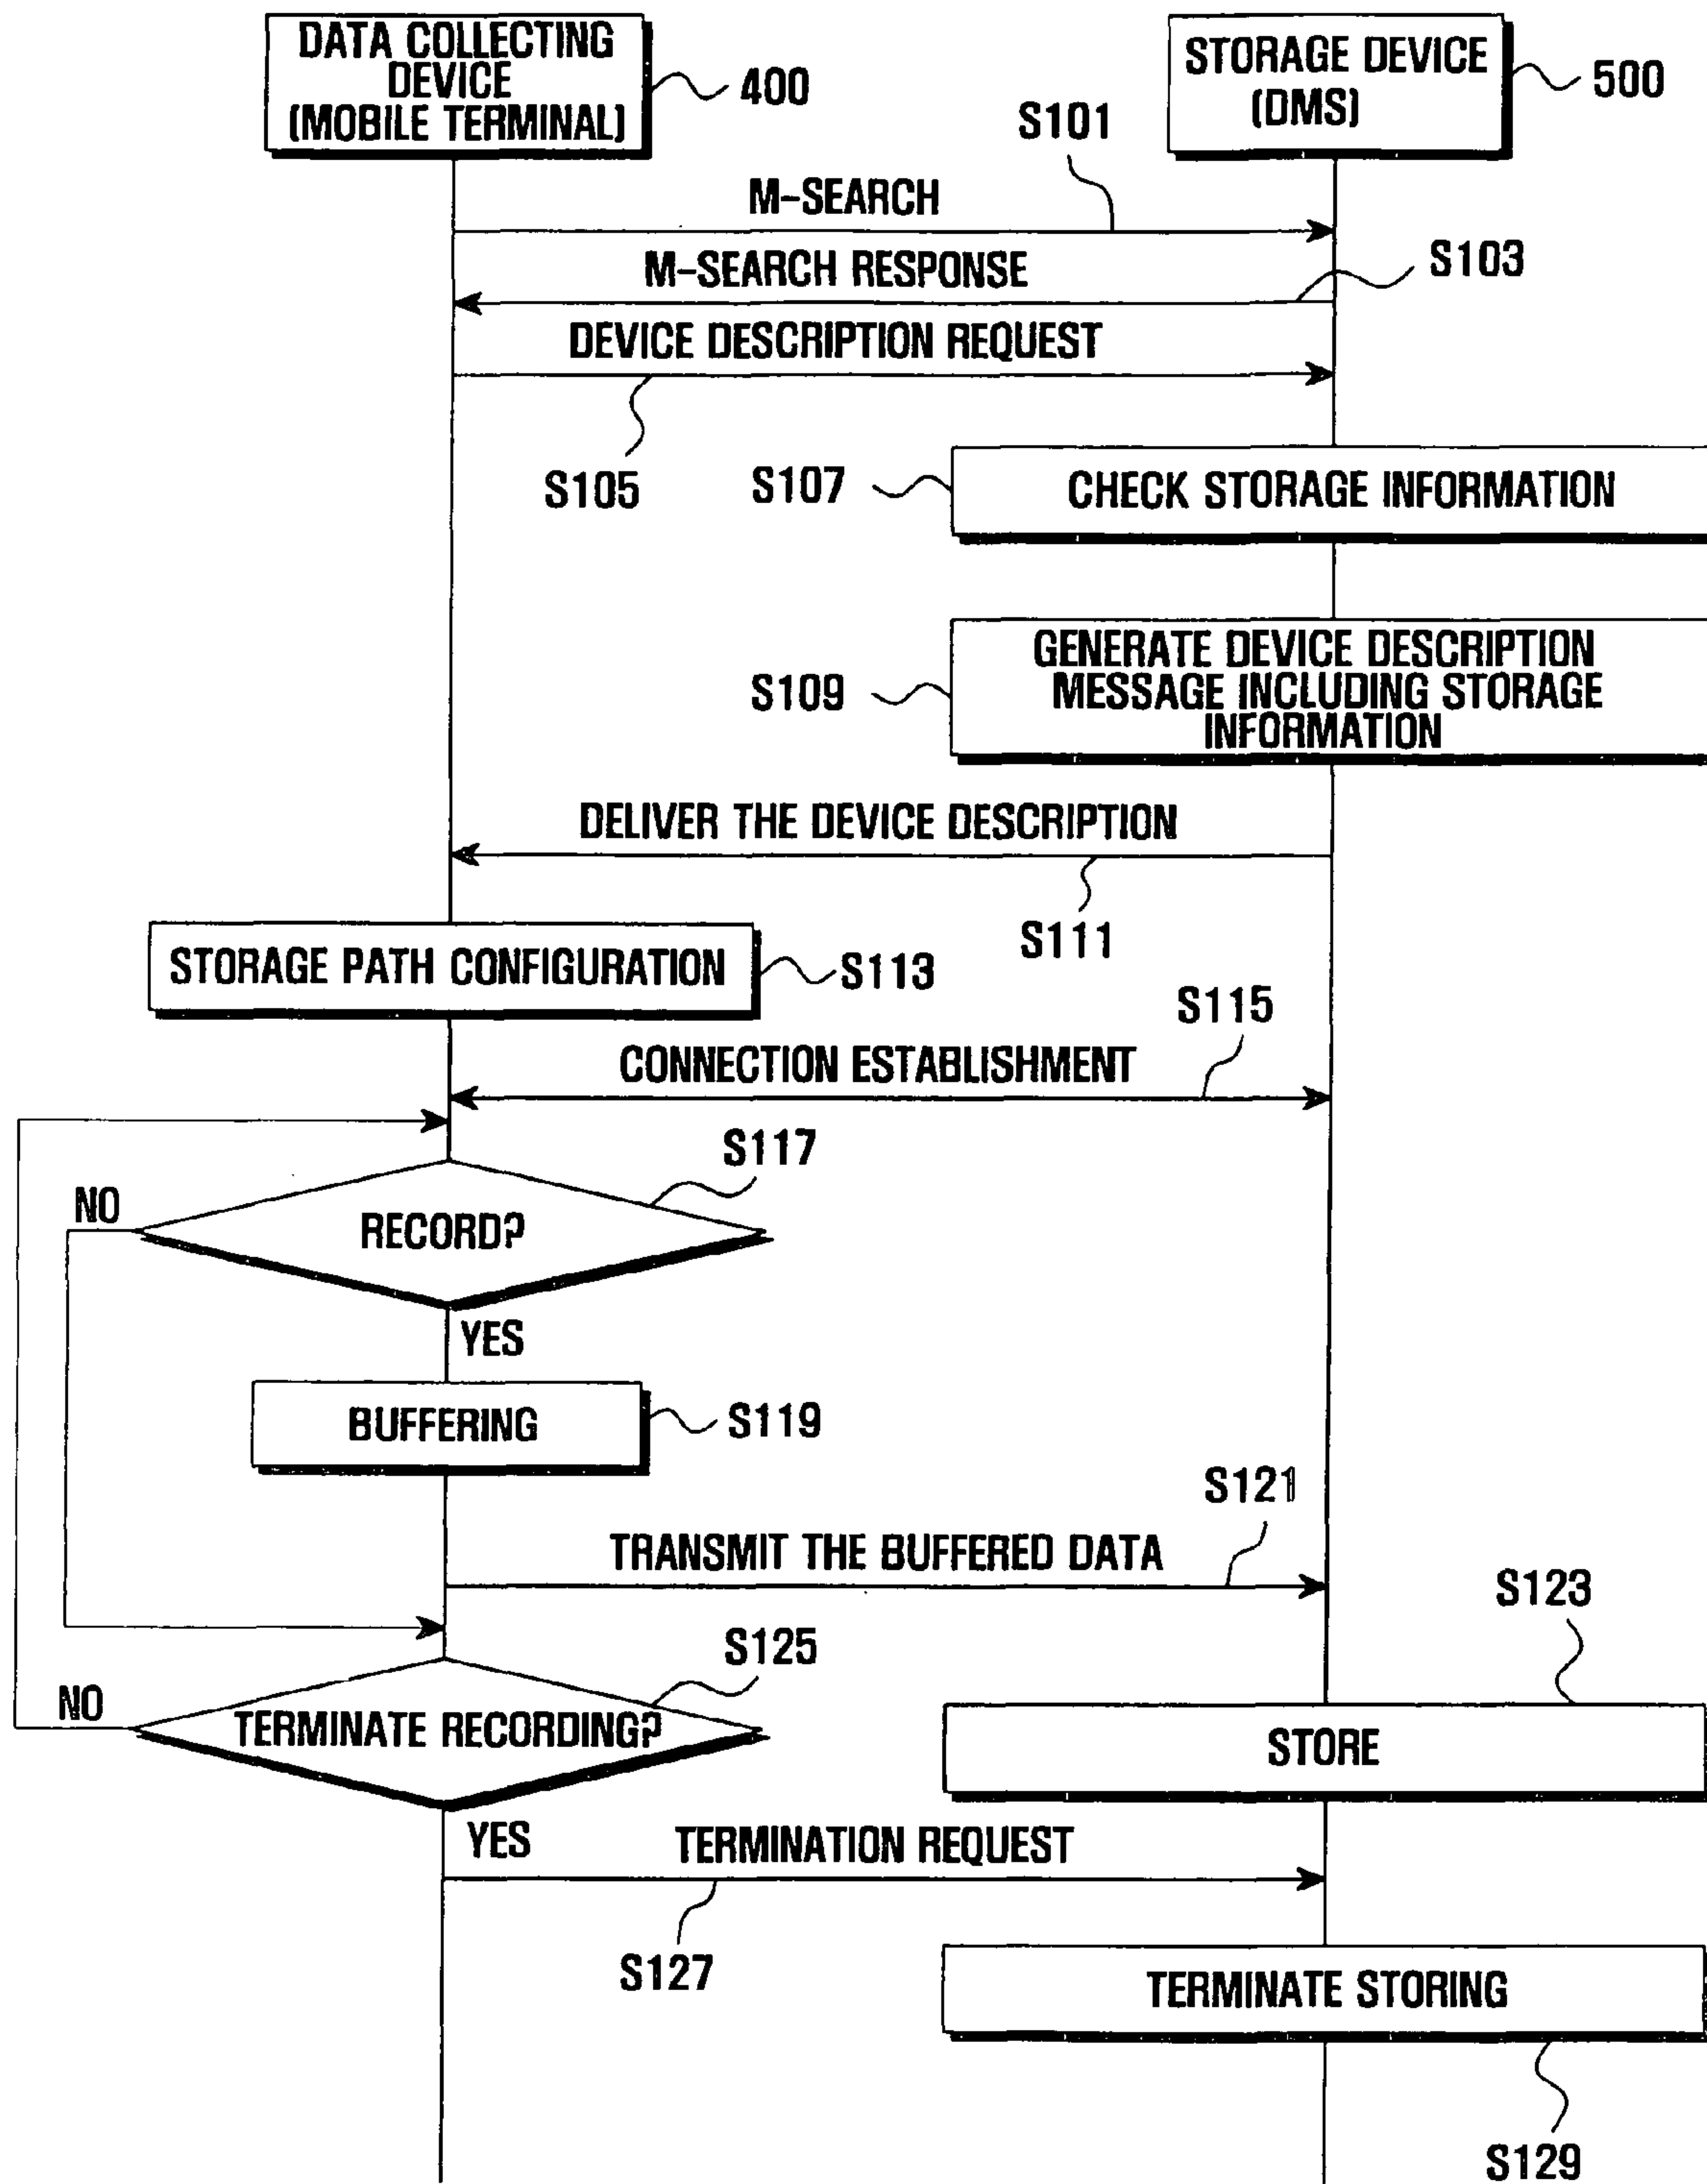 DATA COLLECTING
DEVICE
(MOBILE TERMINAL)
400
STORAGE DEVICE
(DMS)
500
S101
M-SEARCH
M-SEARCH RESPONSE
S103
DEVICE DESCRIPTION REQUEST
S105
S107
CHECK STORAGE INFORMATION
S109
GENERATE DEVICE DESCRIPTION
MESSAGE INCLUDING STORAGE
INFORMATION
DELIVER THE DEVICE DESCRIPTION
S111
STORAGE PATH CONFIGURATION
S113
S115
CONNECTION ESTABLISHMENT
S117
NO
RECORD?
YES
BUFFERING
S119
S121
TRANSMIT THE BUFFERED DATA
S123
S125
NO
TERMINATE RECORDING?
STORE
YES
TERMINATION REQUEST
S127
TERMINATE STORING
S129